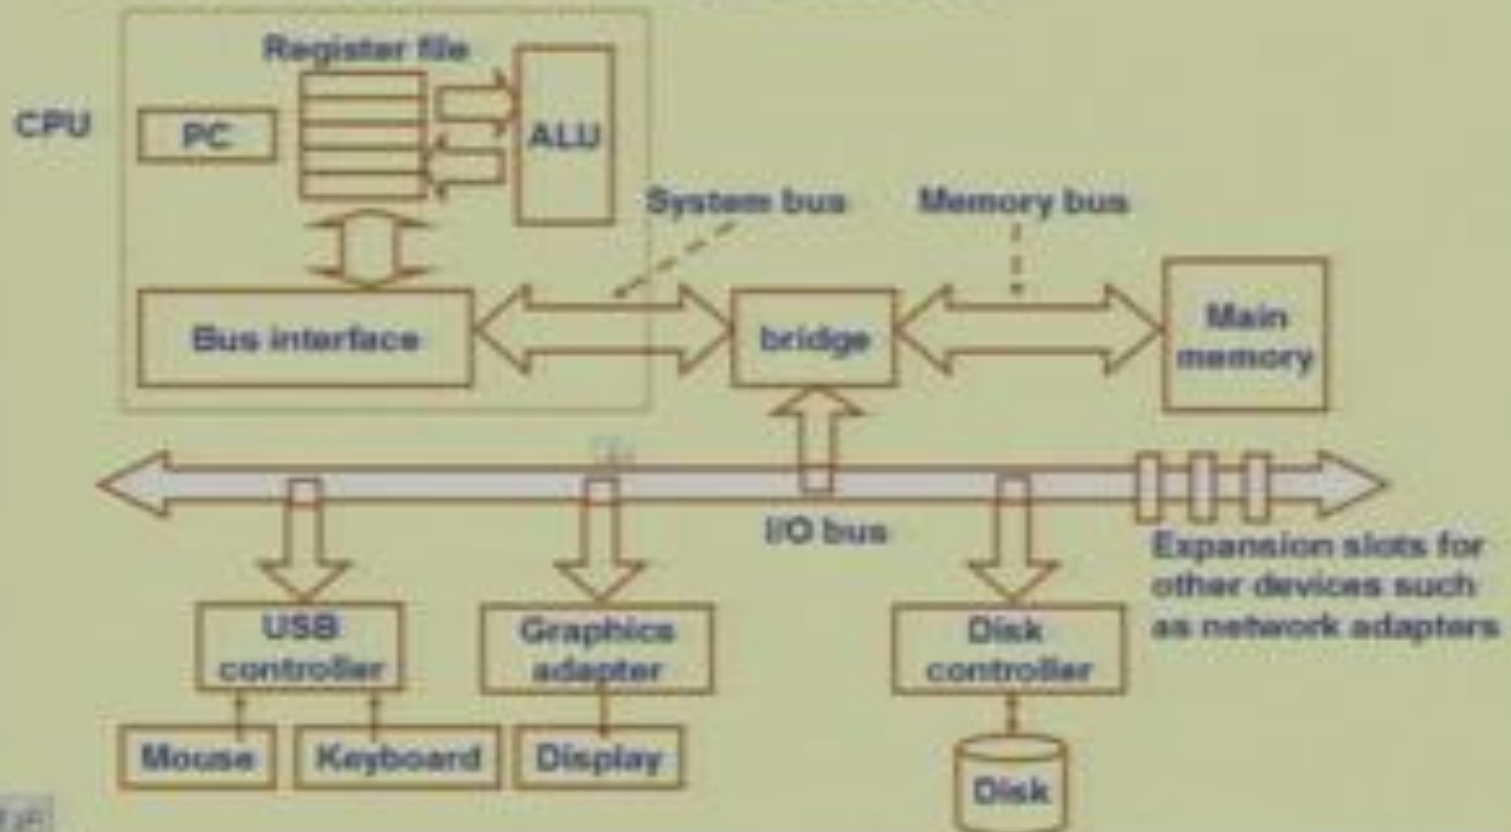 Register file
CPU
PC
ALU
System bus
Memory bus
Bus interface
bridge
Main
memory
I/O bus
Expansion slots for
other devices such
as network adapters
USB
controller
Graphics
adapter
Disk
controller
Mouse
Keyboard
Display
Disk